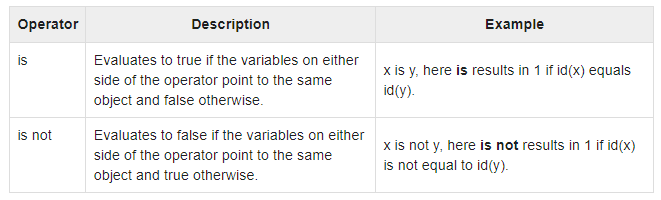 Operator Description Example
is
Evaluates to true if the variables on either
side of the operator point to the same
object and false otherwise.
x is y, here is results in 1 if id(x) equals
id(y).
is not
Evaluates to false if the variables on either
side of the operator point to the same
object and true otherwise.
x is not y, here is not results in 1 if id(x)
is not equal to id(y).